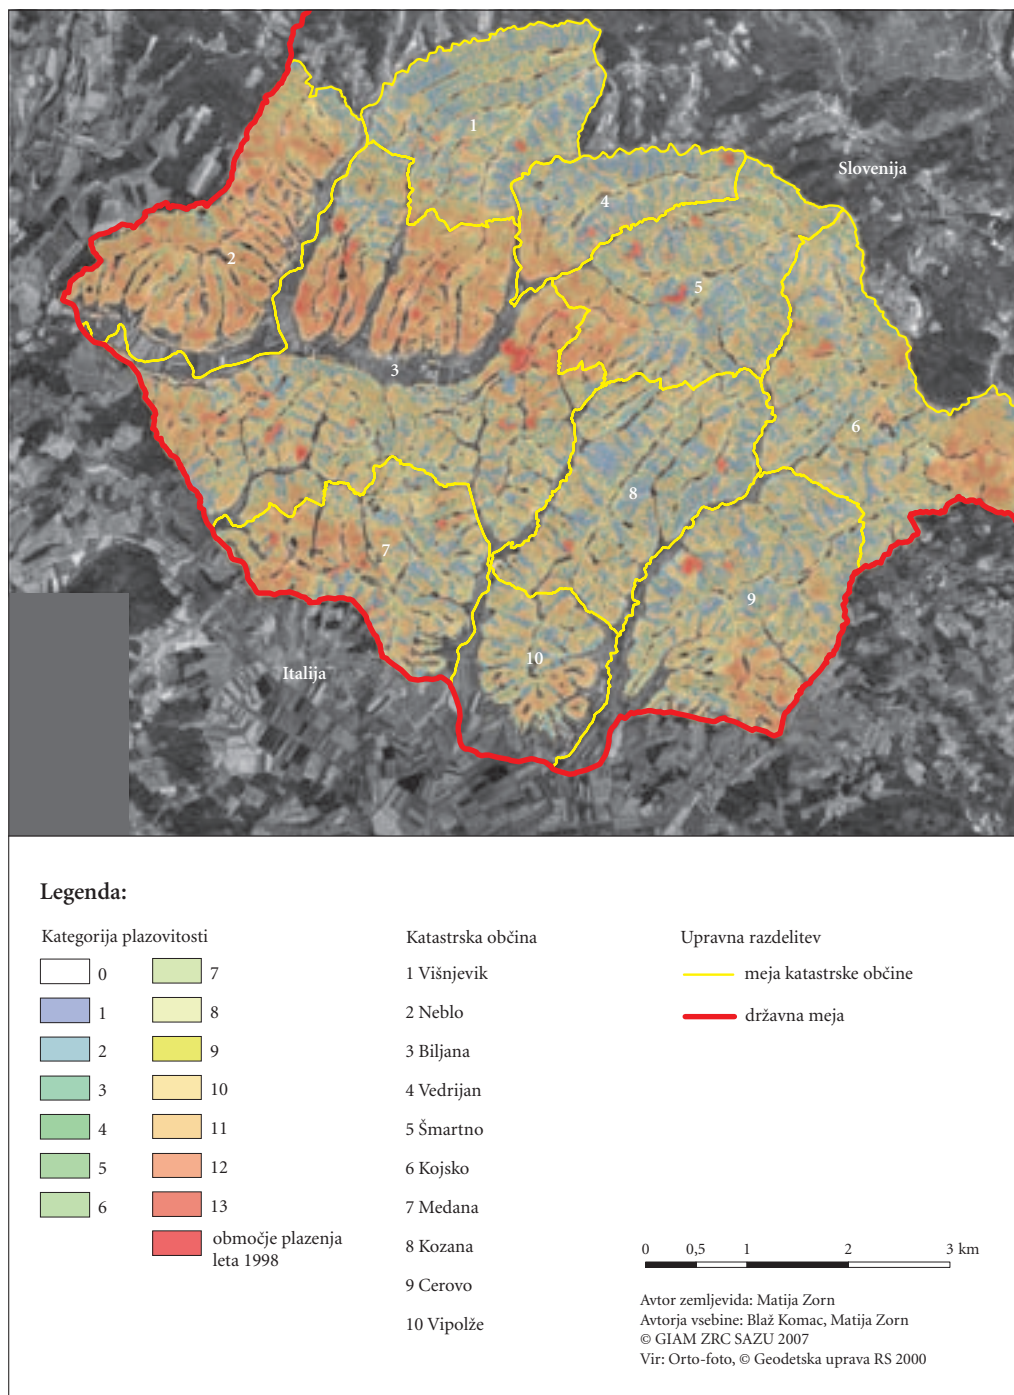 1
Slovenija
4
2
5
3
6
8
7
9
10
Italija
Legenda:
Kategorija plazovitosti
0
1
2
3
4
5
6
7
8
9
10
11
12
13
območje plazenja
leta 1998
Katastrska občina
1 Višnjevik
2 Neblo
3 Biljana
4 Vedrijan
5 Šmartno
6 Kojsko
7 Medana
8 Kozana
9 Cerovo
10 Vipolže
Upravna razdelitev
meja katastrske občine
državna meja
0 0,5 1 2 3 km
Avtor zemljevida: Matija Zorn
Avtorja vsebine: Blaž Komac, Matija Zorn
© GIAM ZRC SAZU 2007
Vir: Orto-foto, © Geodetska uprava RS 2000